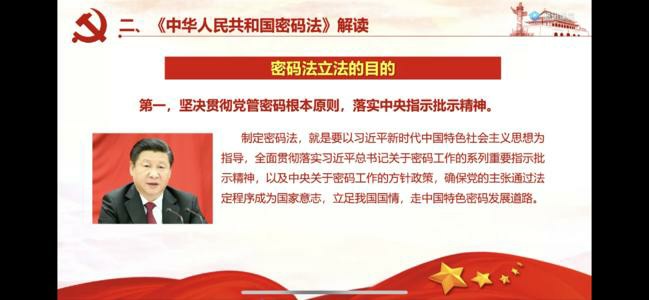 二、《中华人民共和国密码法》解读
密码法立法的目的
第一，坚决贯彻党管密码根本原则，落实中央指示批示精神。
制定密码法，就是要以习近平新时代中国特色社会主义思想为
指导，全面贯彻落实习近平总书记关于密码工作的系列重要指示批
示精神，以及中央关于密码工作的方针政策，确保党的主张通过法
定程序成为国家意志，立足我国国情，走中国特色密码发展道路。